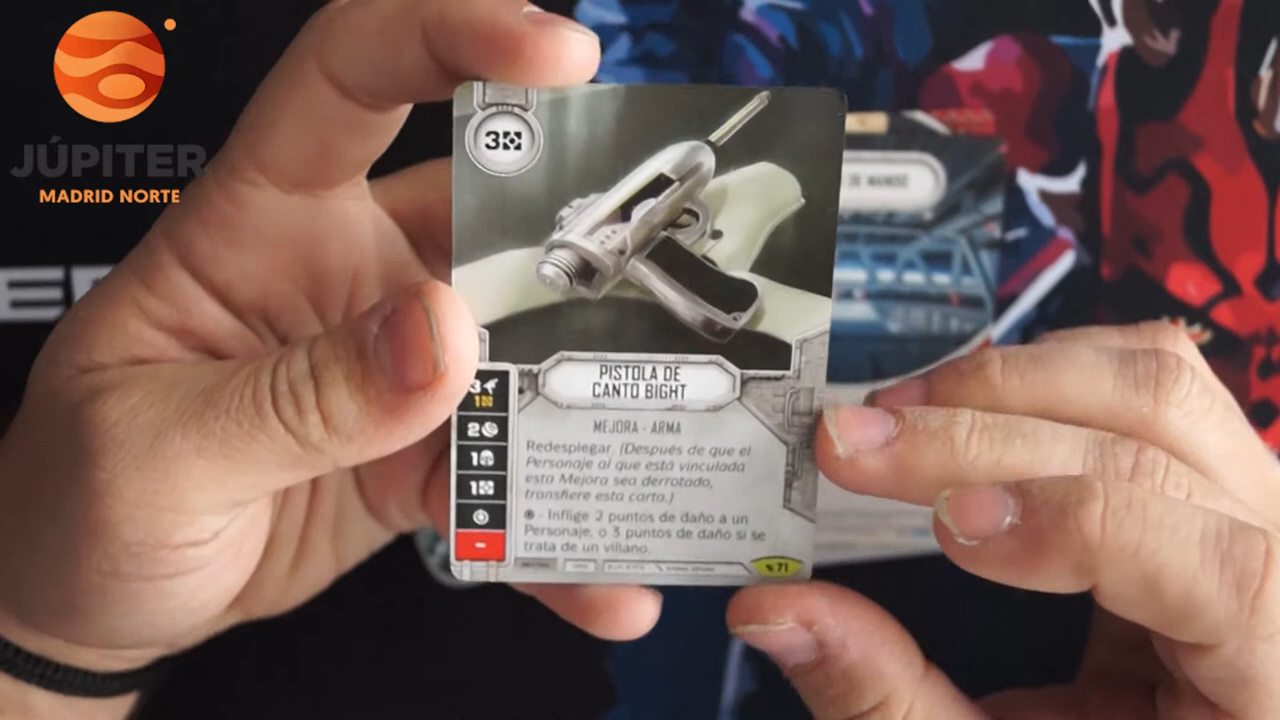 JÚPITER
MADRID NORTE
3
DE MANDO
PISTOLA DE
CANTO BIGHT
3
1
2
1
1
-
MEJORA - ARMA
Redesplegar. (Después de que el
Personaje al que está vinculada
esta Mejora sea derrotado,
transfiere esta carta.)
- Inflige 2 puntos de daño a un
Personaje, o 3 puntos de daño si se
trata de un villano.
71